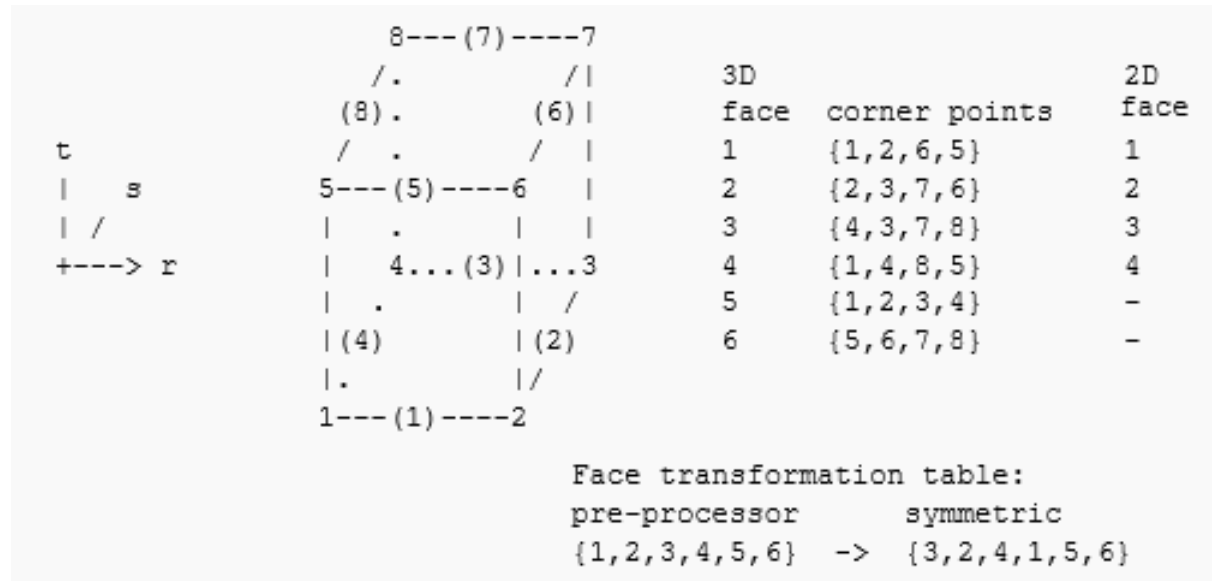 8---(7)----7
/. /| 3D 2D
(8). (6)| face corner points face
t / . / | 1 {1,2,6,5} 1
| s 5---(5)----6 | 2 {2,3,7,6} 2
| / | . | | 3 {4,3,7,8} 3
+---> r | 4...(3)|...3 4 {1,4,8,5} 4
| . | / 5 {1,2,3,4} -
|(4) |(2) 6 {5,6,7,8} -
|. |/
1---(1)----2
Face transformation table:
pre-processor symmetric
{1,2,3,4,5,6} -> {3,2,4,1,5,6}